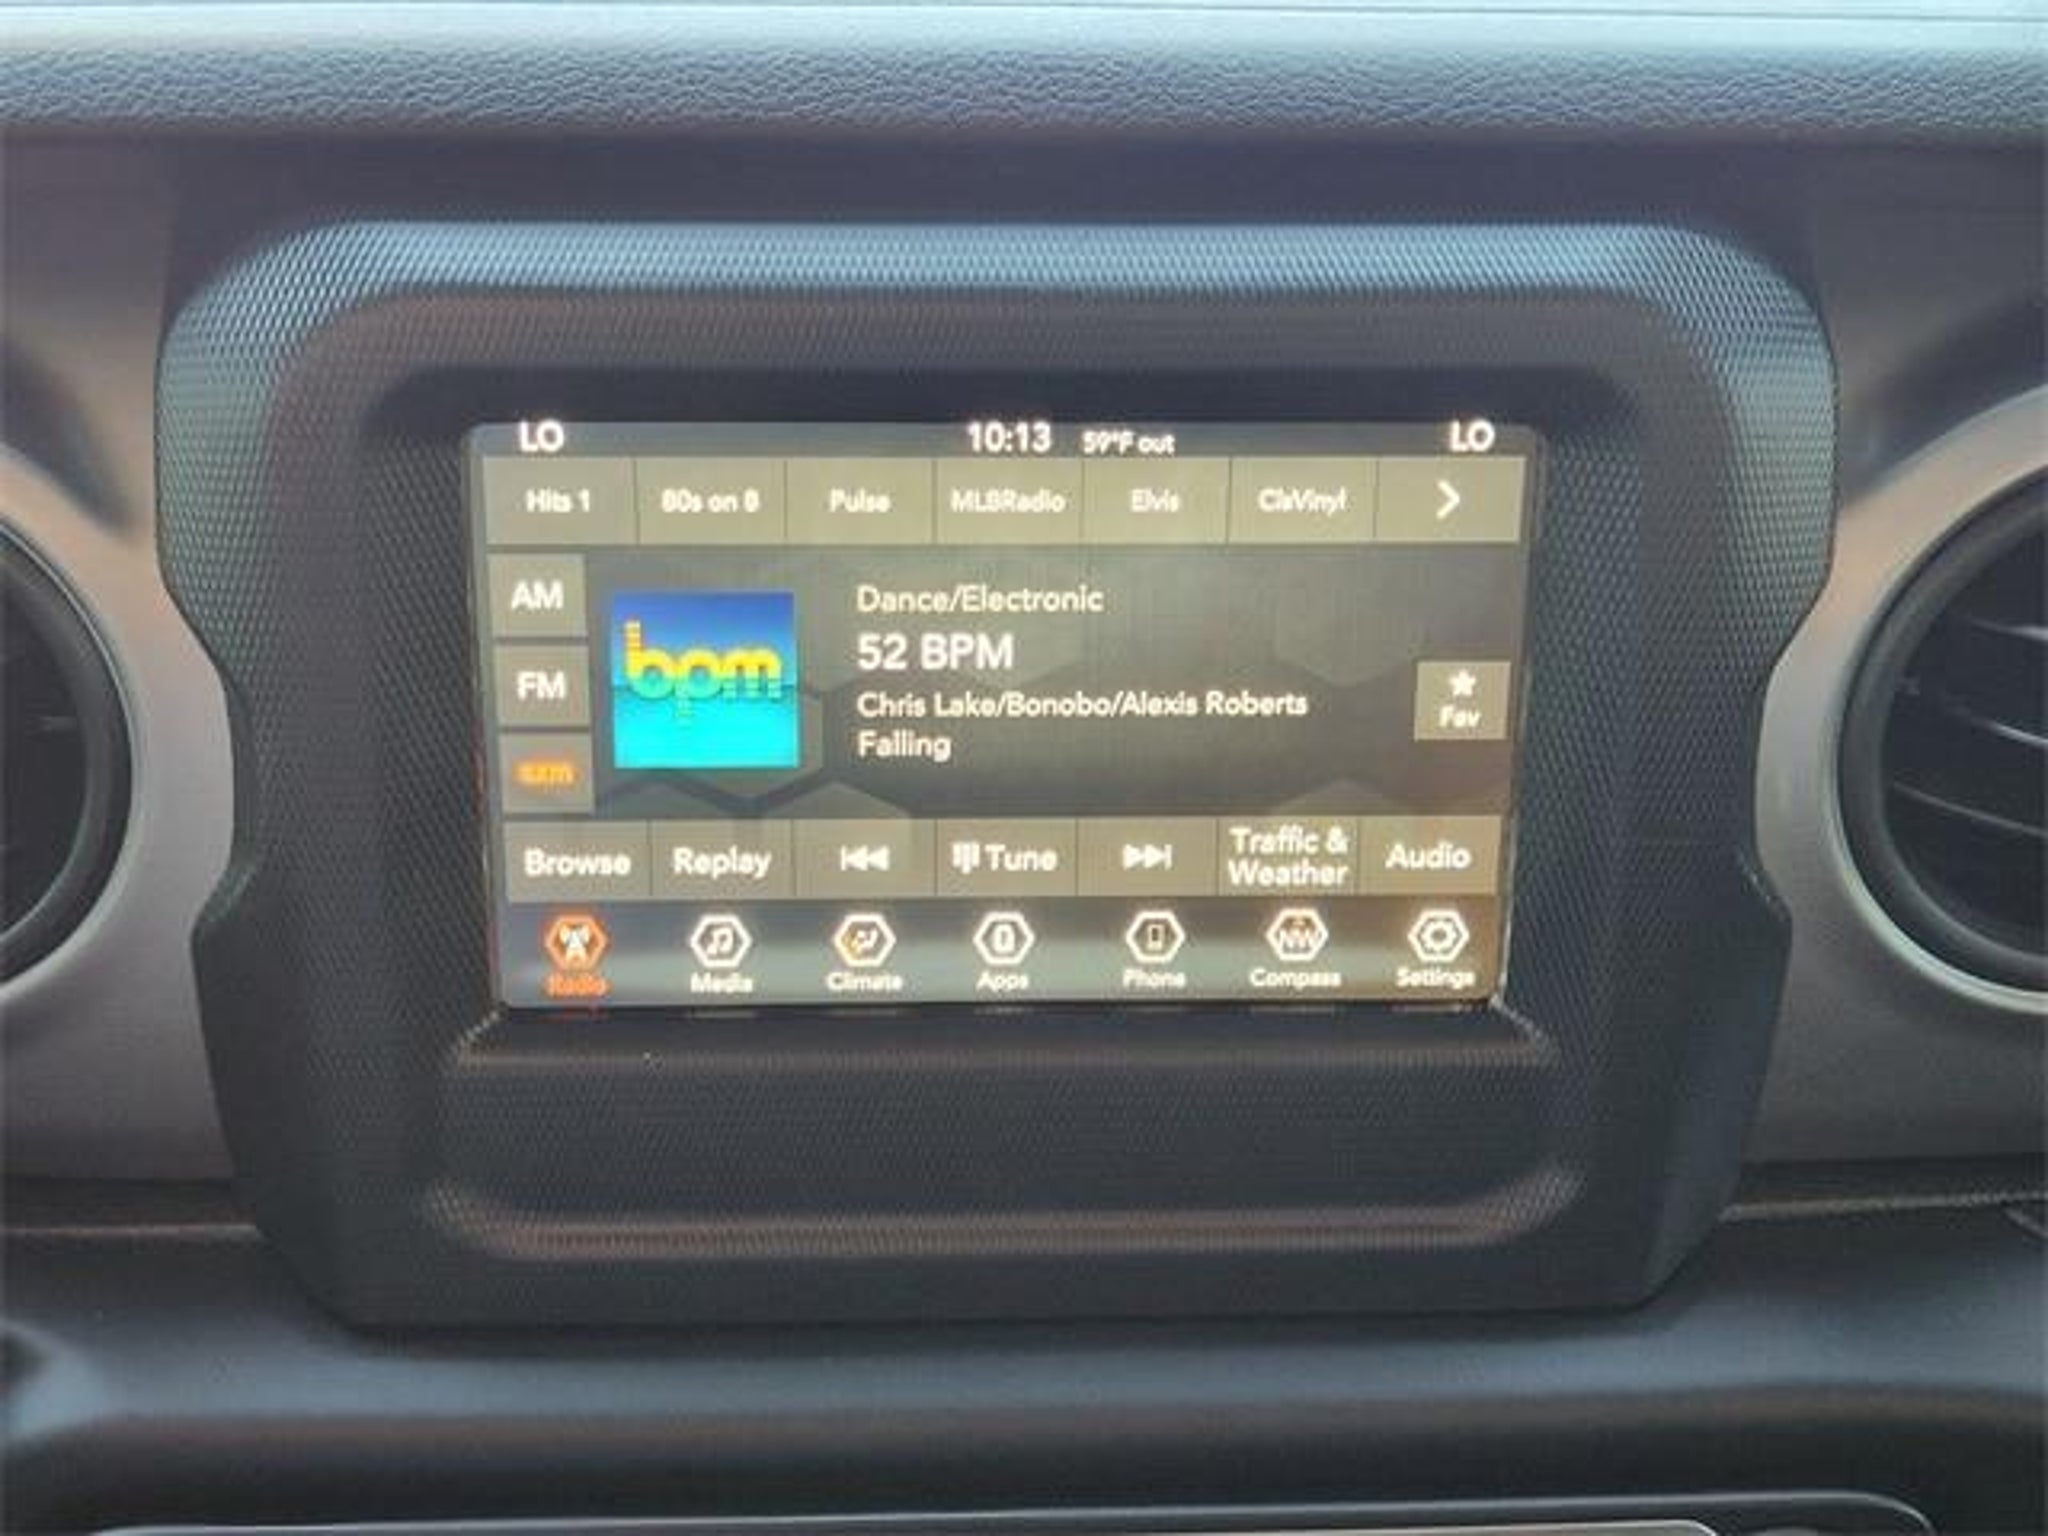 LO 10:13 59°F out LO
Hits 1 80s on 8 Pulse MLBRadio Elvis ClsVinyl
AM
FM
sxm
bpm
Dance/Electronic
52 BPM
Chris Lake/Bonobo/Alexis Roberts
Falling
Fav
Browse Replay Tune Traffic & Weather Audio
NW
Radio Media Climate Apps Phone Compass Settings